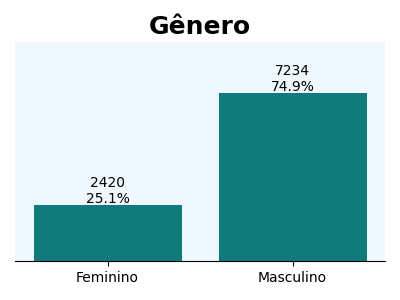 Gênero
2420
25.1%
7234
74.9%
Feminino
Masculino